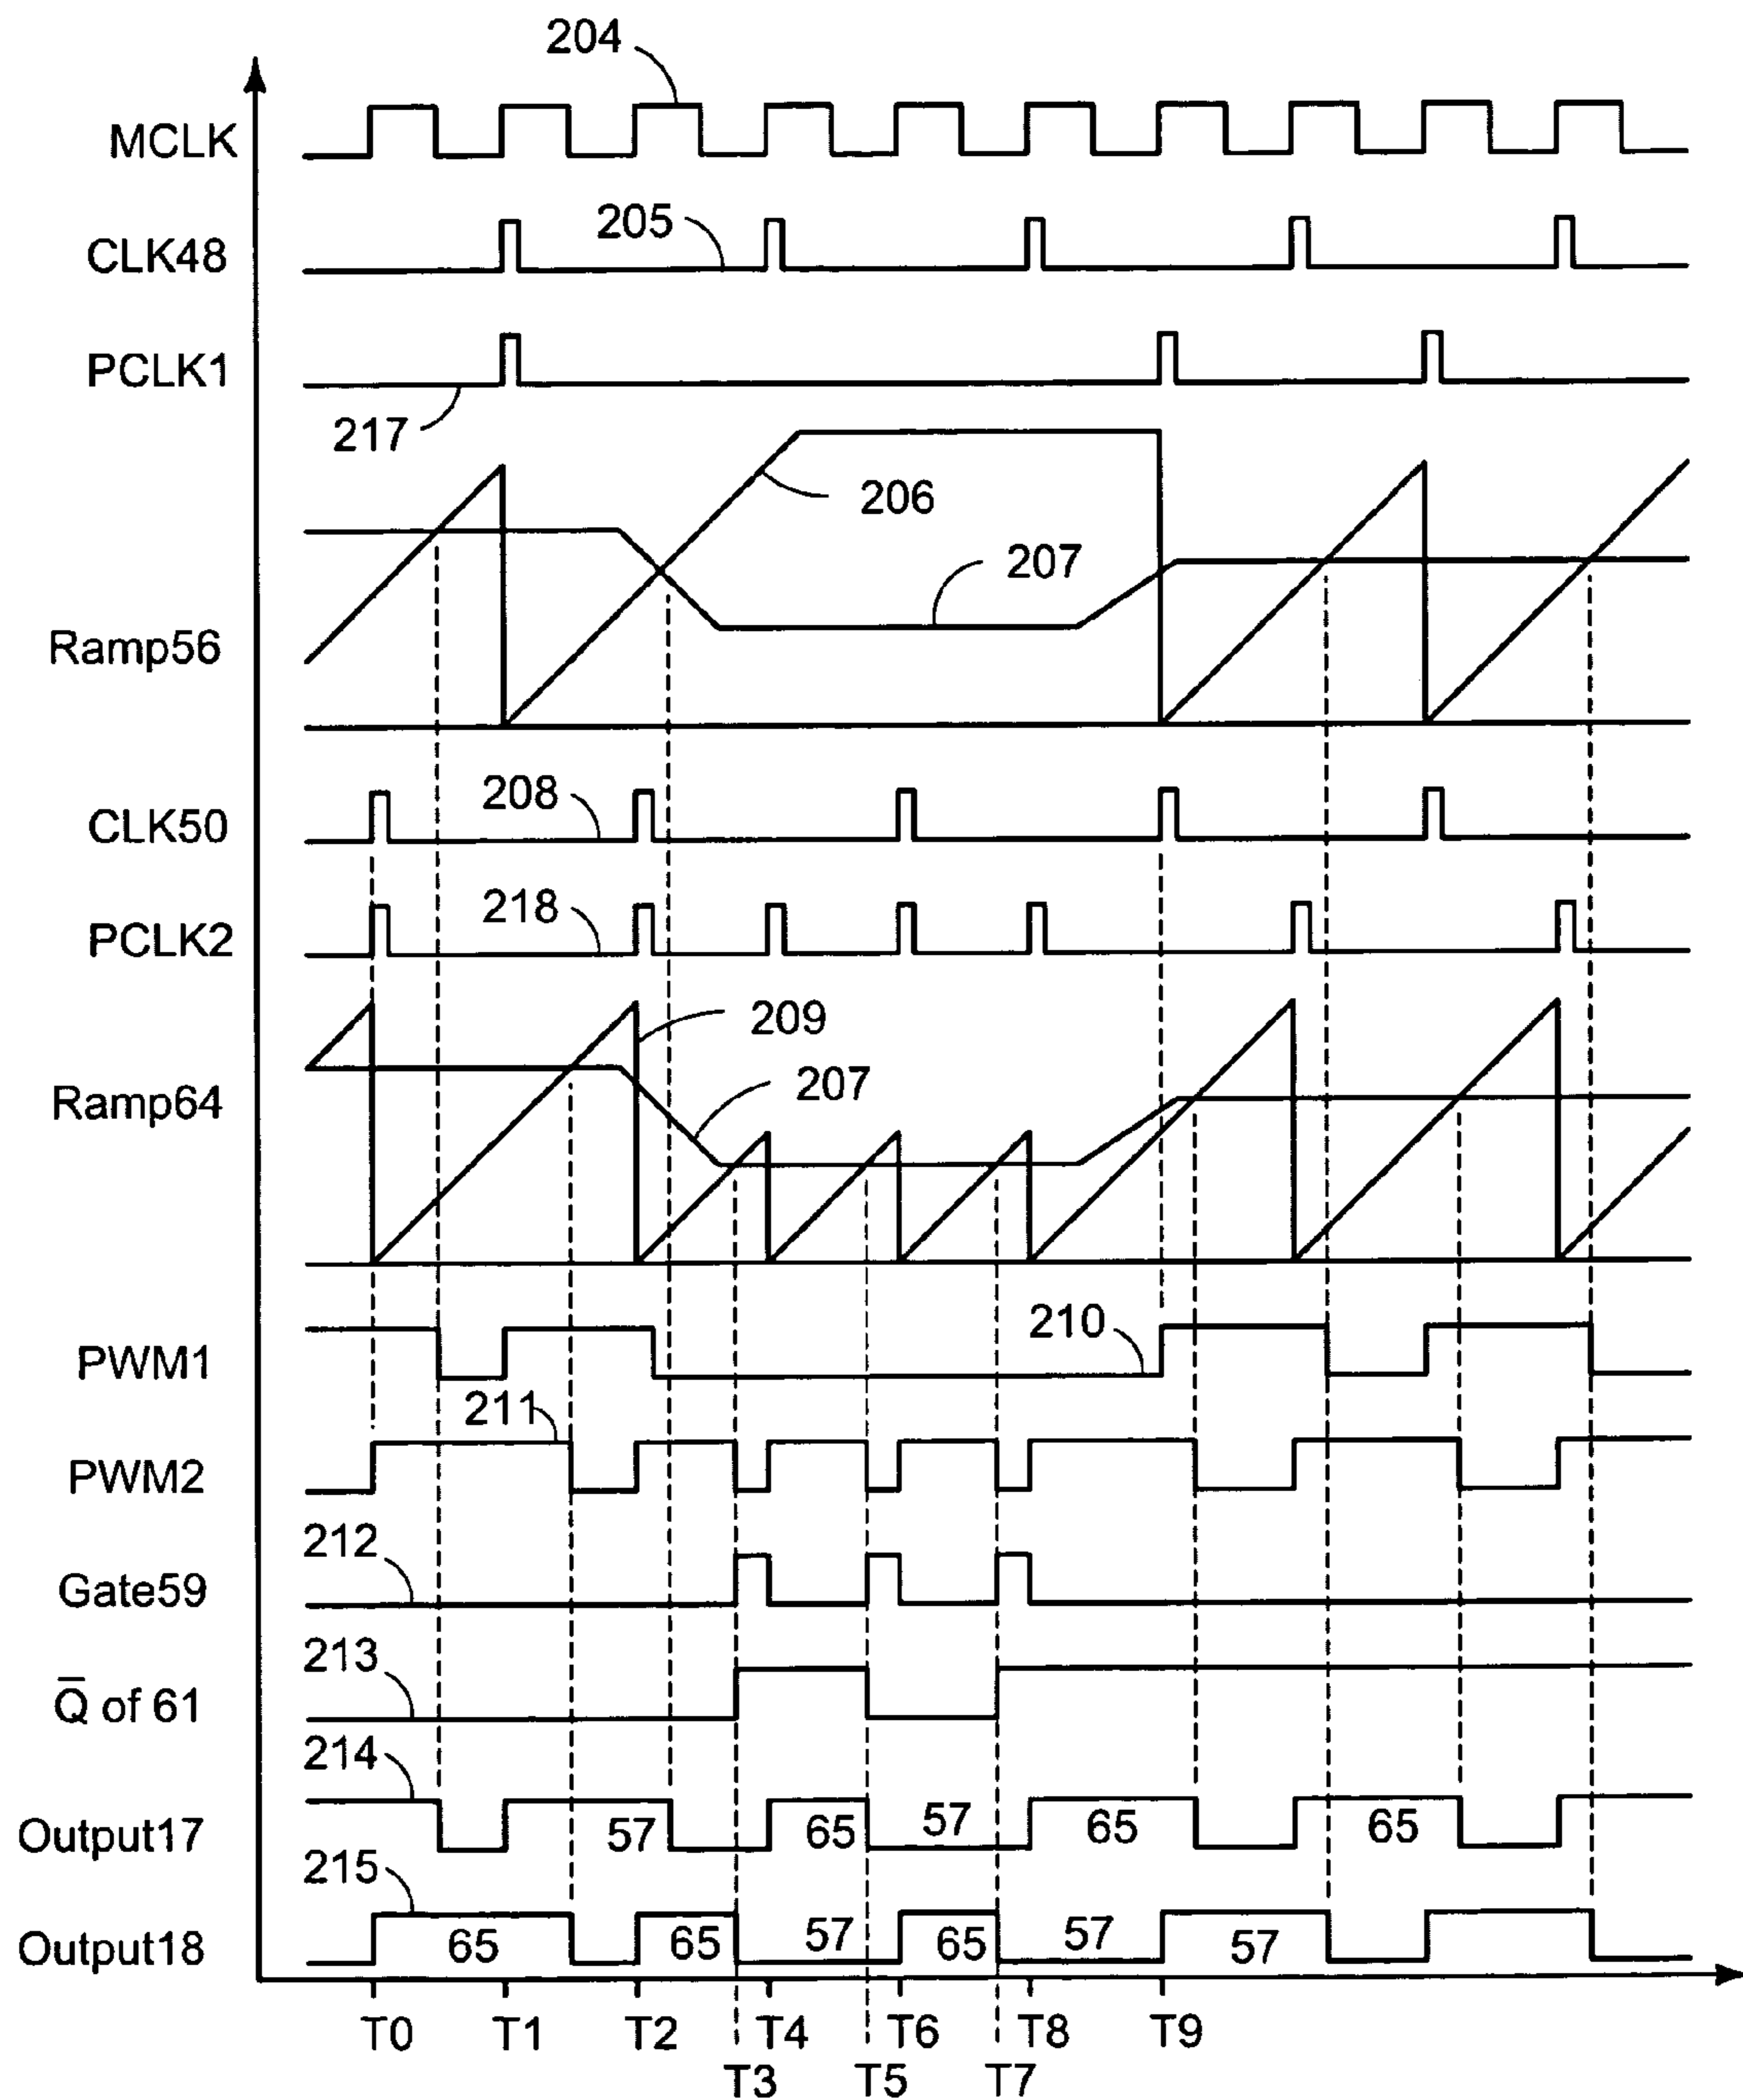 204
MCLK
205
CLK48
PCLK1
217
206
207
Ramp56
208
CLK50
218
PCLK2
209
207
Ramp64
210
PWM1
211
PWM2
212
Gate59
213
Q̅ of 61
214
Output17
57
65
57
65
65
215
Output18
65
65
57
65
57
57
T0
T1
T2
T4
T6
T8
T9
T3
T5
T7